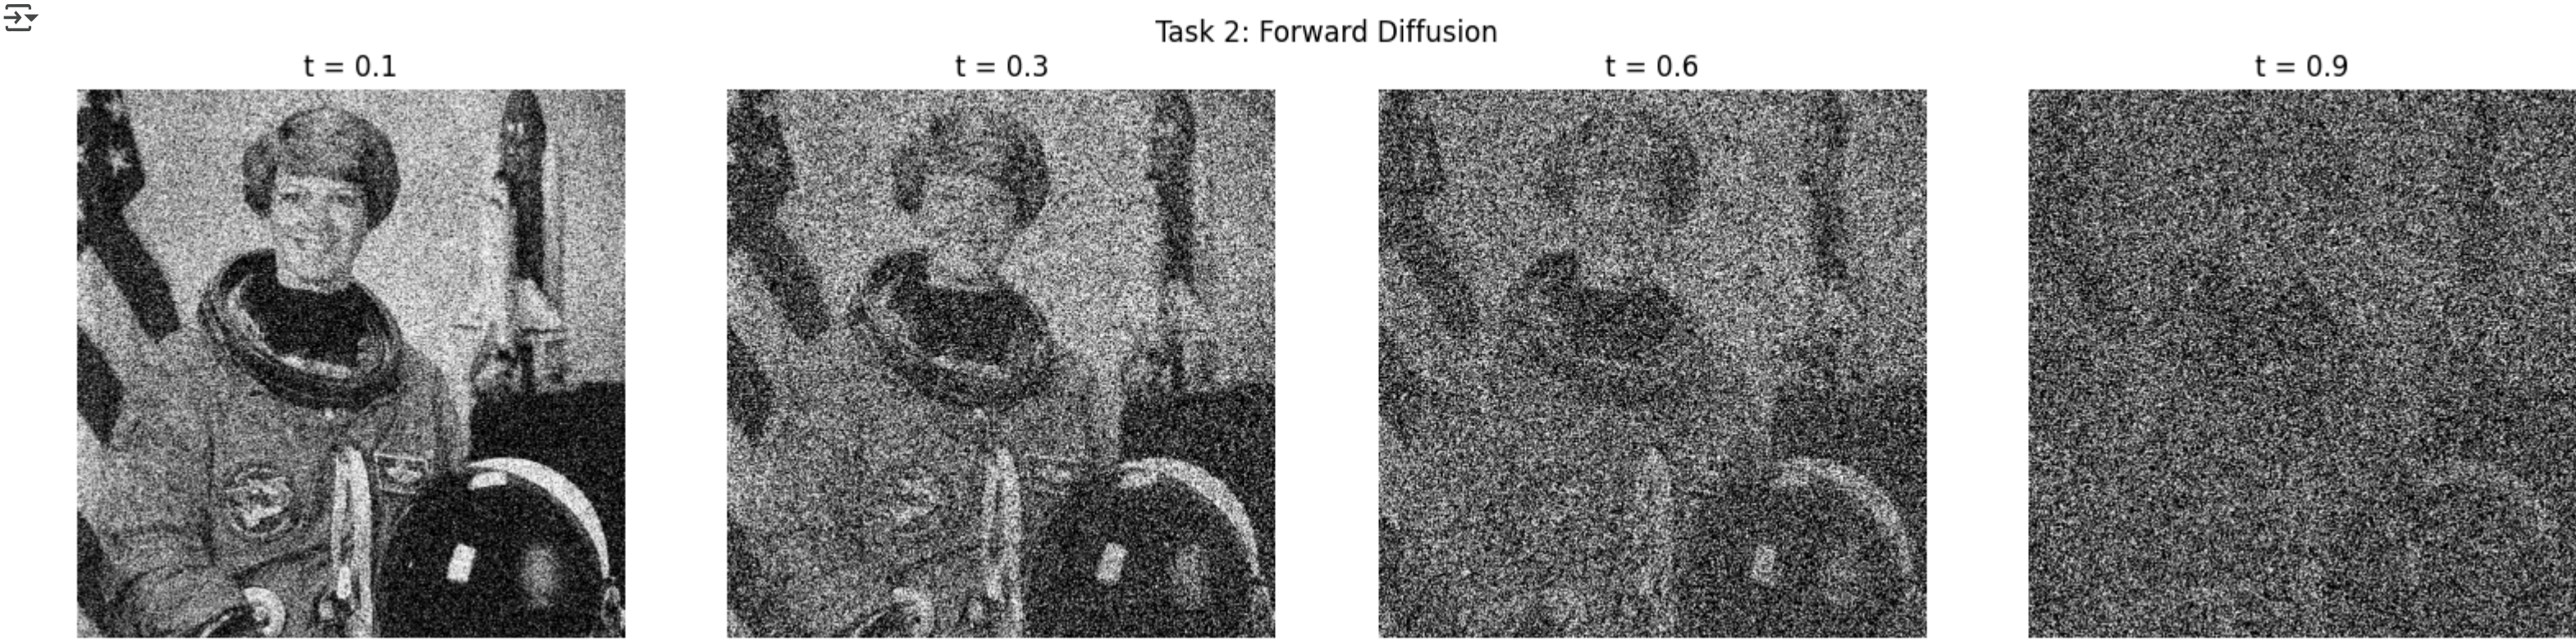 Task 2: Forward Diffusion
t = 0.1
t = 0.3
t = 0.6
t = 0.9